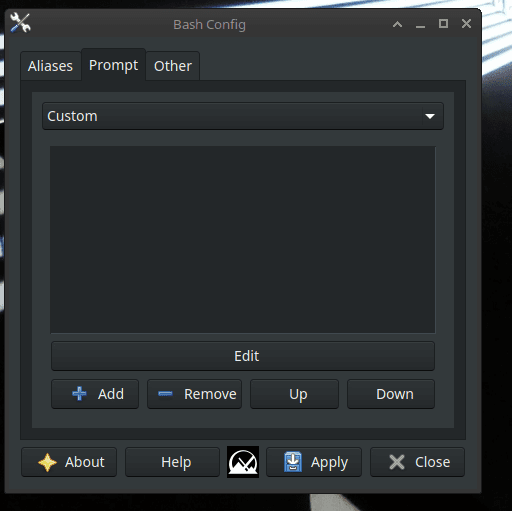 Bash Config
Aliases Prompt Other
Custom
Edit
Add Remove Up Down
About Help Apply Close